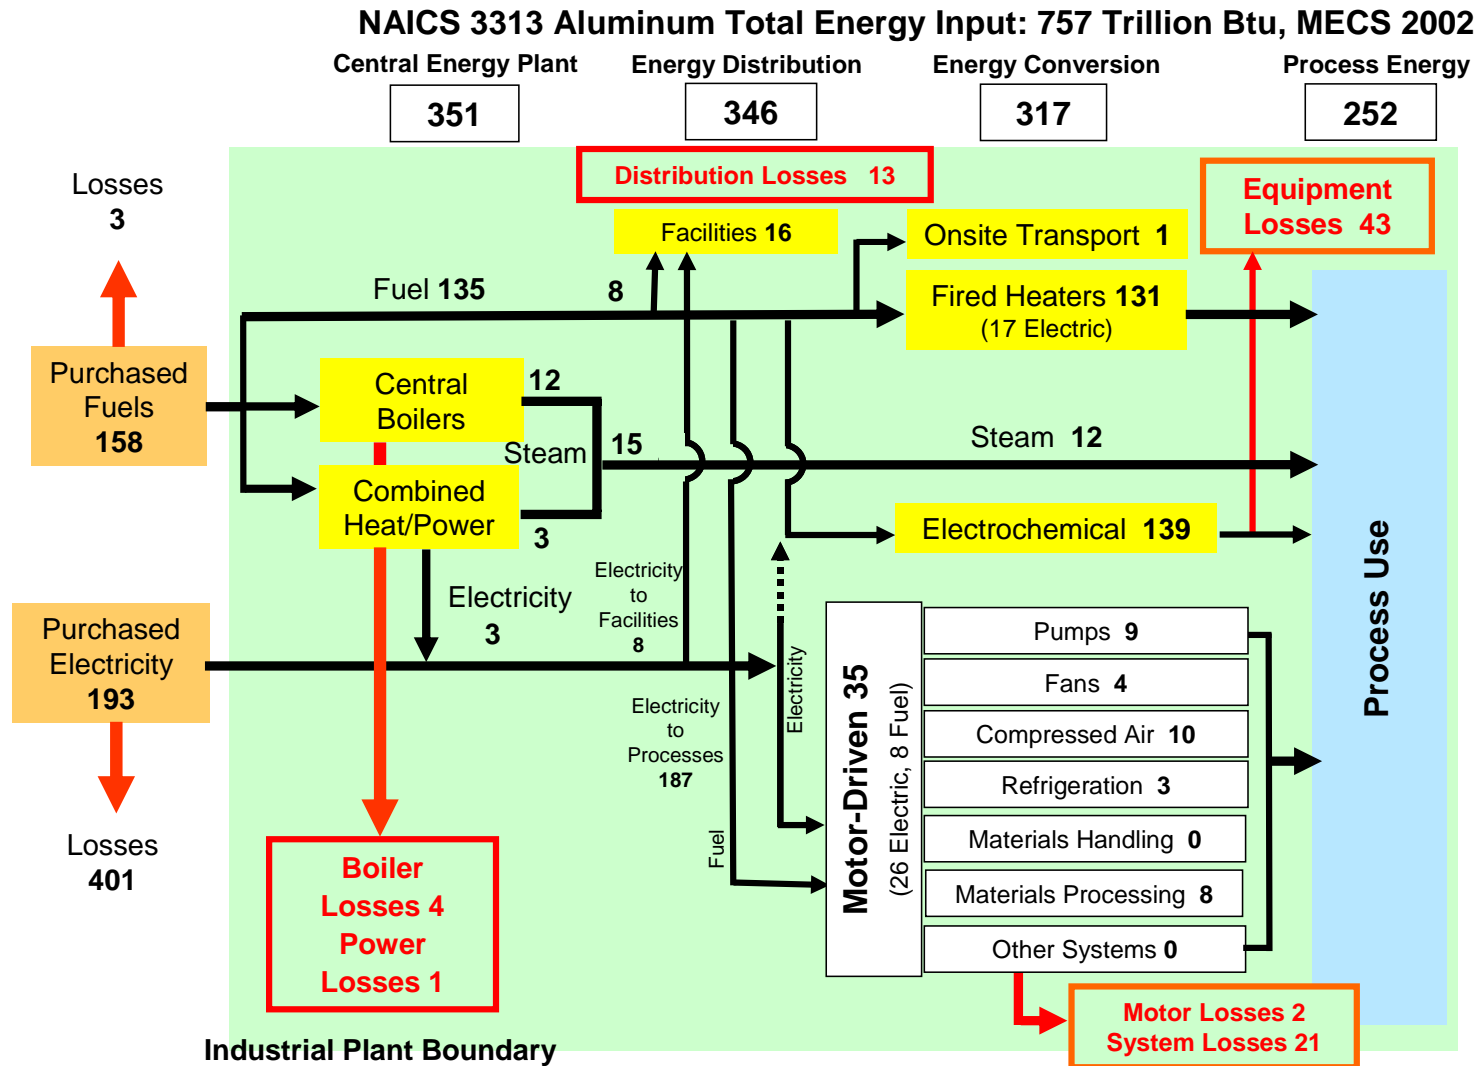 NAICS 3313 Aluminum Total Energy Input: 757 Trillion Btu, MECS 2002
Central Energy Plant
Energy Distribution
Energy Conversion
Process Energy
351
346
317
252
Distribution Losses 13
Equipment
Losses 43
Losses
3
Facilities 16
Onsite Transport 1
Fuel 135
8
Fired Heaters 131
(17 Electric)
Purchased
Fuels
158
Central
Boilers
12
Steam
15
Steam 12
Combined
Heat/Power
3
Electrochemical 139
Electricity
3
Electricity
to
Facilities
8
Purchased
Electricity
193
Electricity
to
Processes
187
Electricity
Fuel
Motor-Driven 35
(26 Electric, 8 Fuel)
Pumps 9
Fans 4
Compressed Air 10
Refrigeration 3
Materials Handling 0
Materials Processing 8
Other Systems 0
Process Use
Losses
401
Boiler
Losses 4
Power
Losses 1
Motor Losses 2
System Losses 21
Industrial Plant Boundary